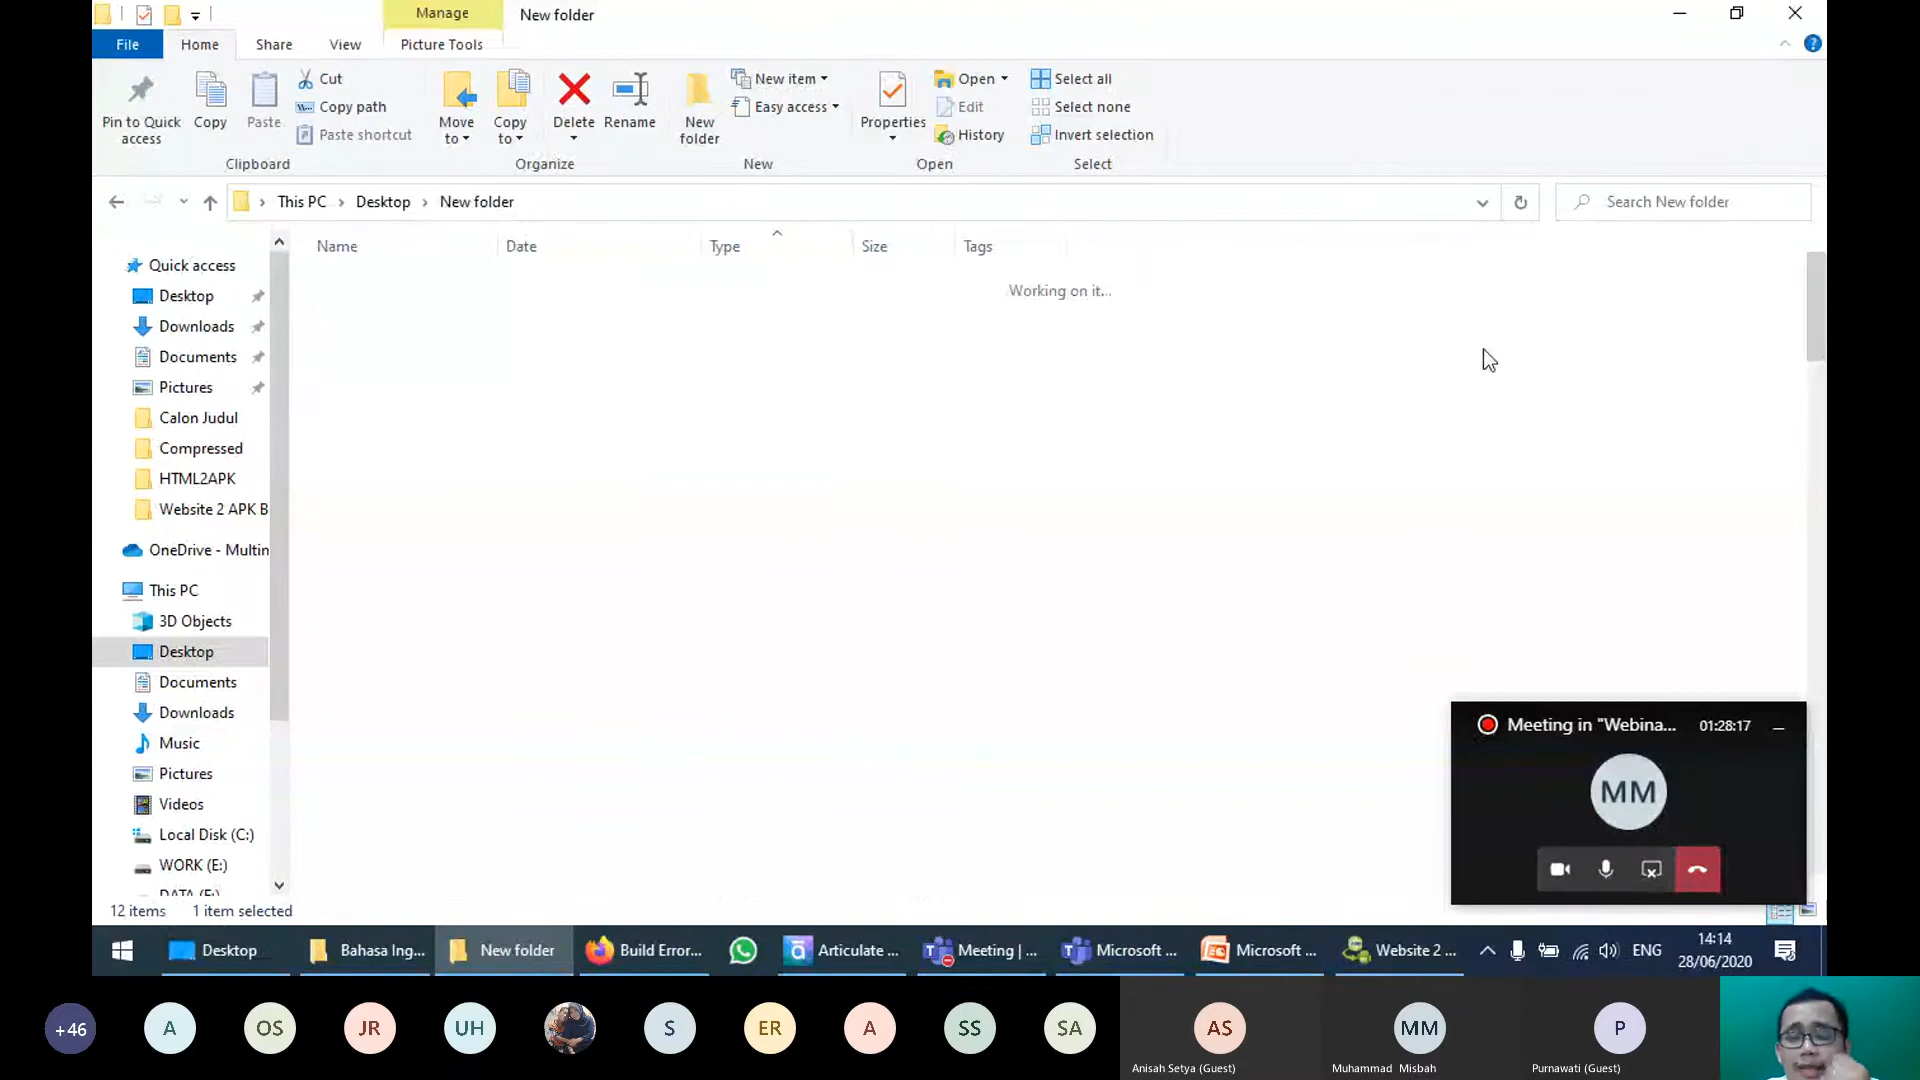 Manage
New folder
File
Home
Share
View
Picture Tools
Pin to Quick access
Copy
Paste
Cut
Copy path
Paste shortcut
Clipboard
Move to
Copy to
Delete
Rename
Organize
New folder
New item
Easy access
New
Properties
Open
Edit
History
Open
Select all
Select none
Invert selection
Select
This PC › Desktop › New folder
Search New folder
Name
Date
Type
Size
Tags
Working on it...
Quick access
Desktop
Downloads
Documents
Pictures
Calon Judul
Compressed
HTML2APK
Website 2 APK B
OneDrive - Multin
This PC
3D Objects
Desktop
Documents
Downloads
Music
Pictures
Videos
Local Disk (C:)
WORK (E:)
12 items
1 item selected
Meeting in "Webina...
01:28:17
MM
Desktop
Bahasa Ing...
New folder
Build Error...
Articulate ...
Meeting | ...
Microsoft ...
Microsoft ...
Website 2 ...
ENG
14:14
28/06/2020
+46
A
OS
JR
UH
S
ER
A
SS
SA
AS
Anisah Setya (Guest)
MM
Muhammad Misbah
P
Purnawati (Guest)